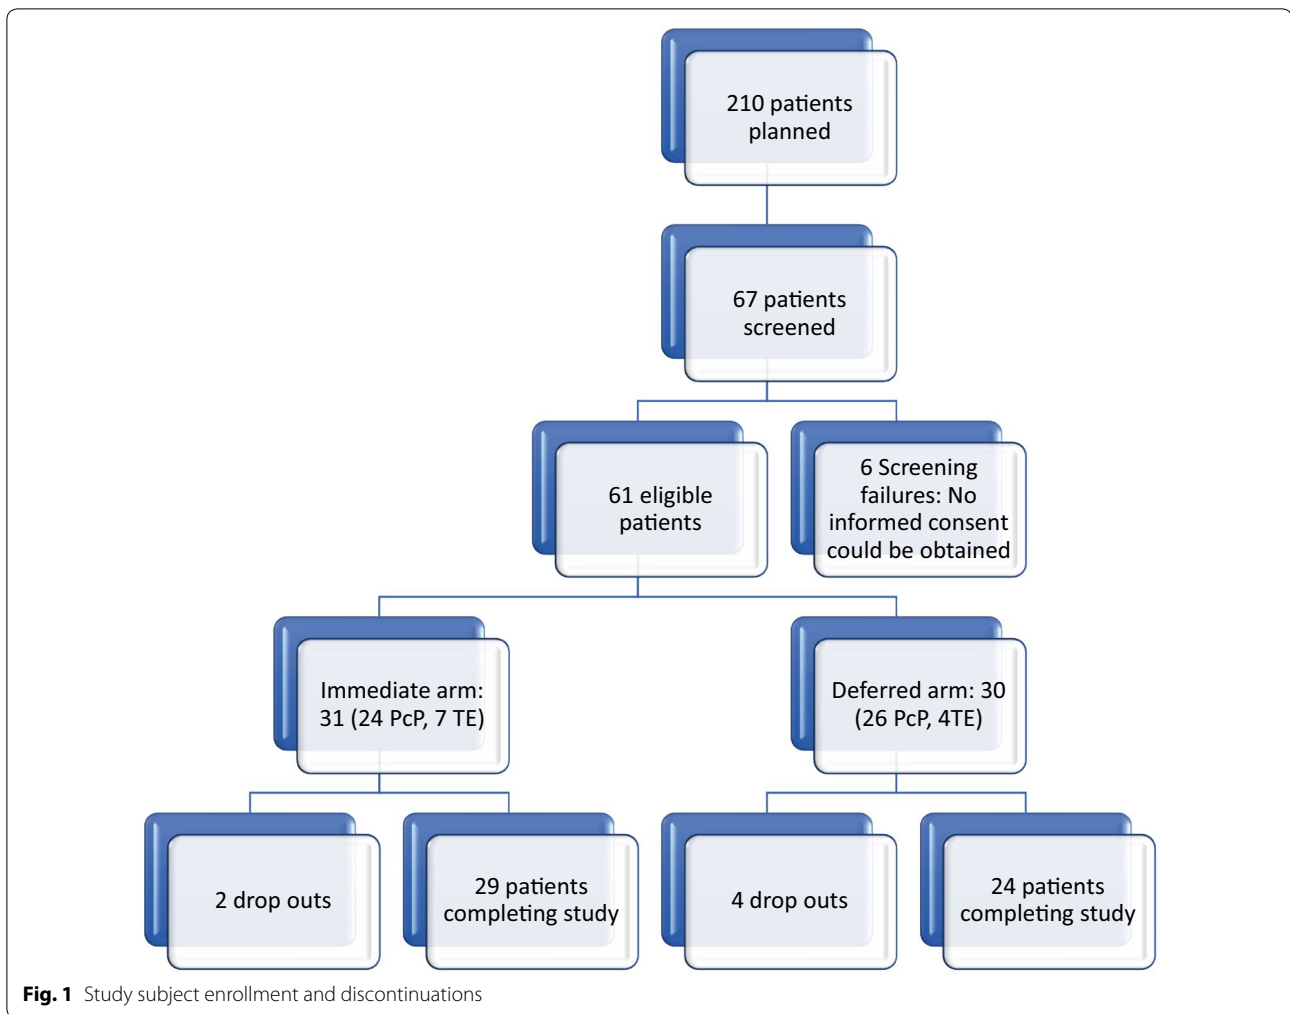 210 patients
planned
67 patients
screened
61 eligible
patients
6 Screening
failures: No
informed consent
could be obtained
Immediate arm:
31 (24 PcP, 7 TE)
Deferred arm: 30
(26 PcP, 4TE)
2 drop outs
29 patients
completing study
4 drop outs
24 patients
completing study
Fig. 1 Study subject enrollment and discontinuations